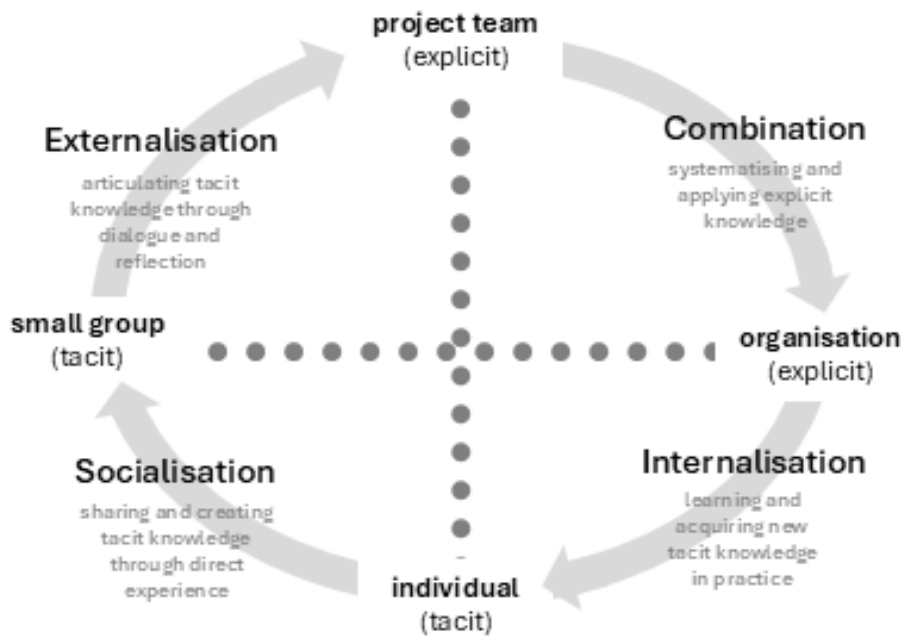 project team
(explicit)
Externalisation
articulating tacit
knowledge through
dialogue and
reflection
Combination
systematising and
applying explicit
knowledge
small group
(tacit)
organisation
(explicit)
Socialisation
sharing and creating
tacit knowledge
through direct
experience
Internalisation
learning and
acquiring new
tacit knowledge
in practice
individual
(tacit)